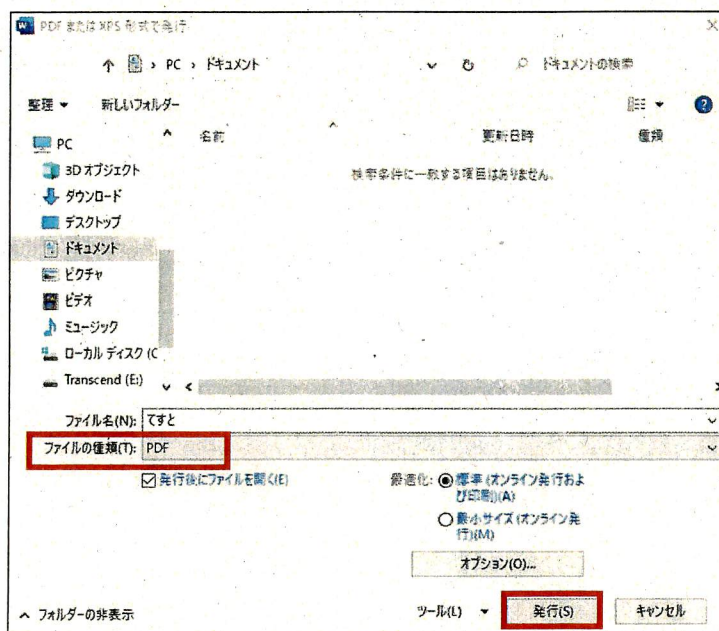 PDF または XPS 形式で発行
PC › ドキュメント
ドキュメントの検索
整理
新しいフォルダー
名前
更新日時
種類
検索条件に一致する項目はありません。
PC
3D オブジェクト
ダウンロード
デスクトップ
ドキュメント
ピクチャ
ビデオ
ミュージック
ローカル ディスク (C
Transcend (E:)
ファイル名(N): てすと
ファイルの種類(T): PDF
発行後にファイルを開く(E)
最適化: 標準 (オンライン発行およ
び印刷)(A)
最小サイズ (オンライン発
行)(M)
オプション(O)...
フォルダーの非表示
ツール(L)
発行(S)
キャンセル